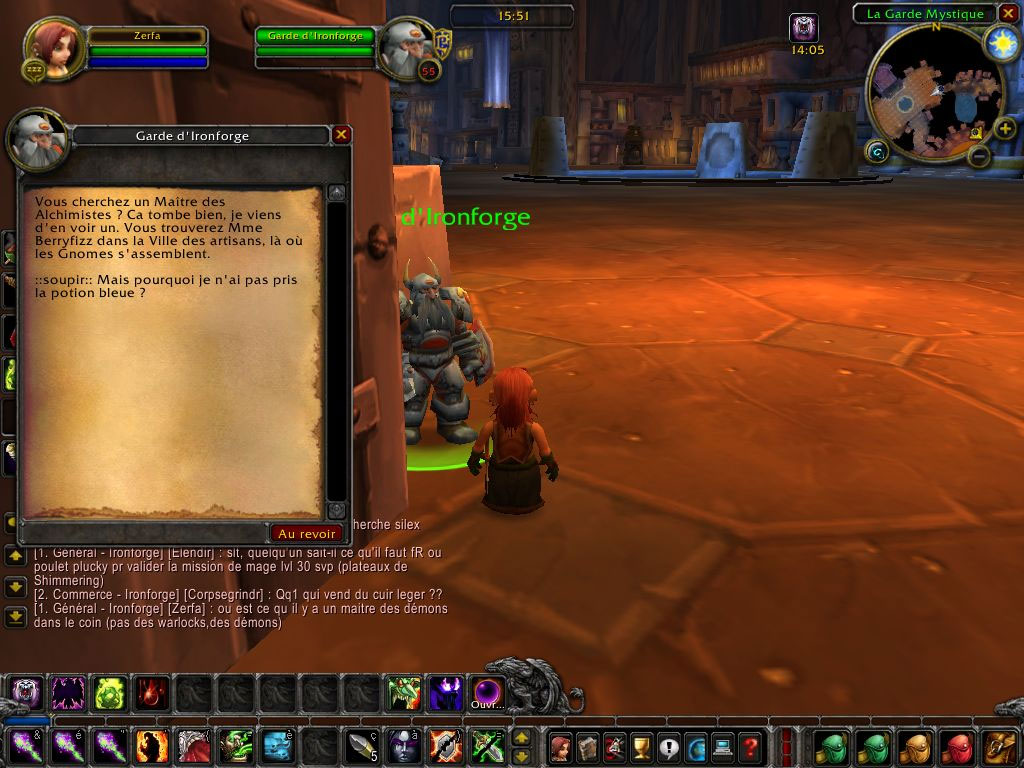 15:51
La Garde Mystique
N
Zerfa
Garde d'Ironforge
zzz
55
14:05
Garde d'Ironforge
Vous cherchez un Maître des
Alchimistes ? Ca tombe bien, je viens
d'en voir un. Vous trouverez Mme
Berryfizz dans la Ville des artisans, là où
les Gnomes s'assemblent.
::soupir:: Mais pourquoi je n'ai pas pris
la potion bleue ?
d'Ironforge
Au revoir
herche silex
[1. Général - Ironforge] [Elendir] : slt, quelqu'un sait-il ce qu'il faut fR ou
poulet plucky pr valider la mission de mage lvl 30 svp (plateaux de
Shimmering)
[2. Commerce - Ironforge] [Corpsegrindr] : Qq1 qui vend du cuir leger ??
[1. Général - Ironforge] [Zerfa] : ou est ce qu il y a un maitre des démons
dans le coin (pas des warlocks,des démons)
Ouvr...
& é " è ç à =
5